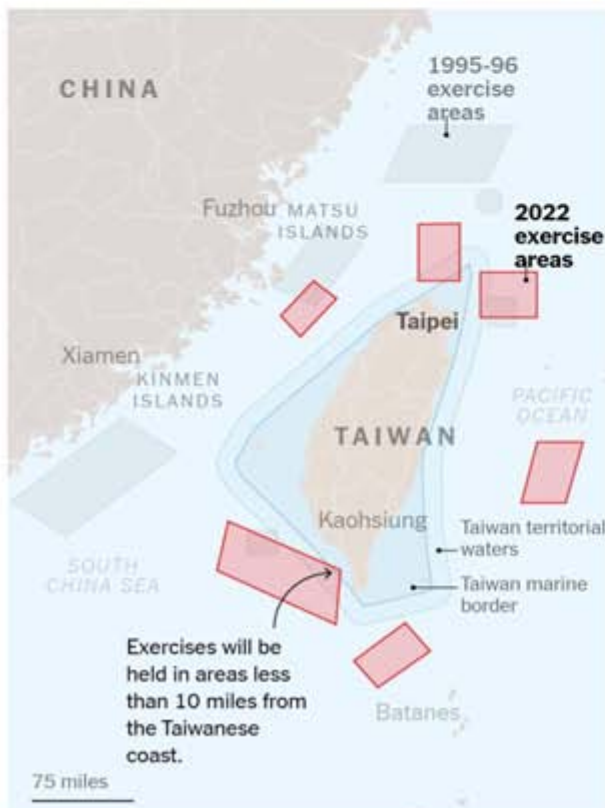 1995-96
exercise
areas
CHINA
Fuzhou
MATSU
ISLANDS
2022
exercise
areas
Taipei
Xiamen
KINMEN
ISLANDS
PACIFIC
OCEAN
TAIWAN
Kaohsiung
Taiwan territorial
waters
SOUTH
CHINA SEA
Taiwan marine
border
Exercises will be
held in areas less
than 10 miles from
the Taiwanese
coast.
Batanes
75 miles